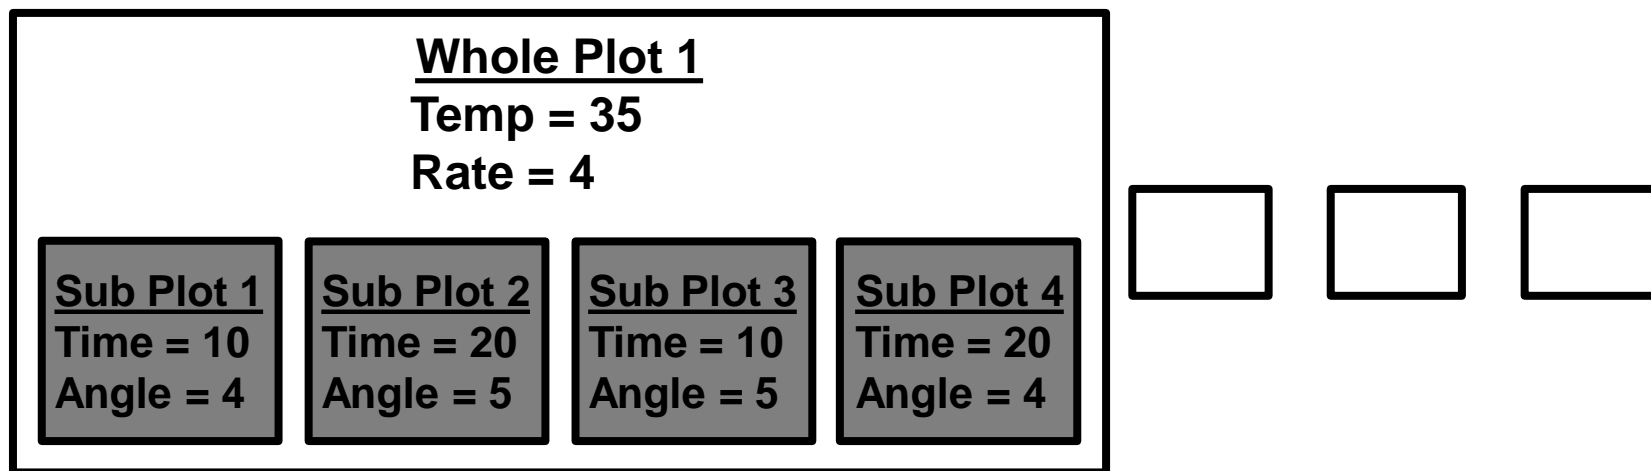 Whole Plot 1
Temp = 35
Rate = 4
Sub Plot 1
Time = 10
Angle = 4
Sub Plot 2
Time = 20
Angle = 5
Sub Plot 3
Time = 10
Angle = 5
Sub Plot 4
Time = 20
Angle = 4